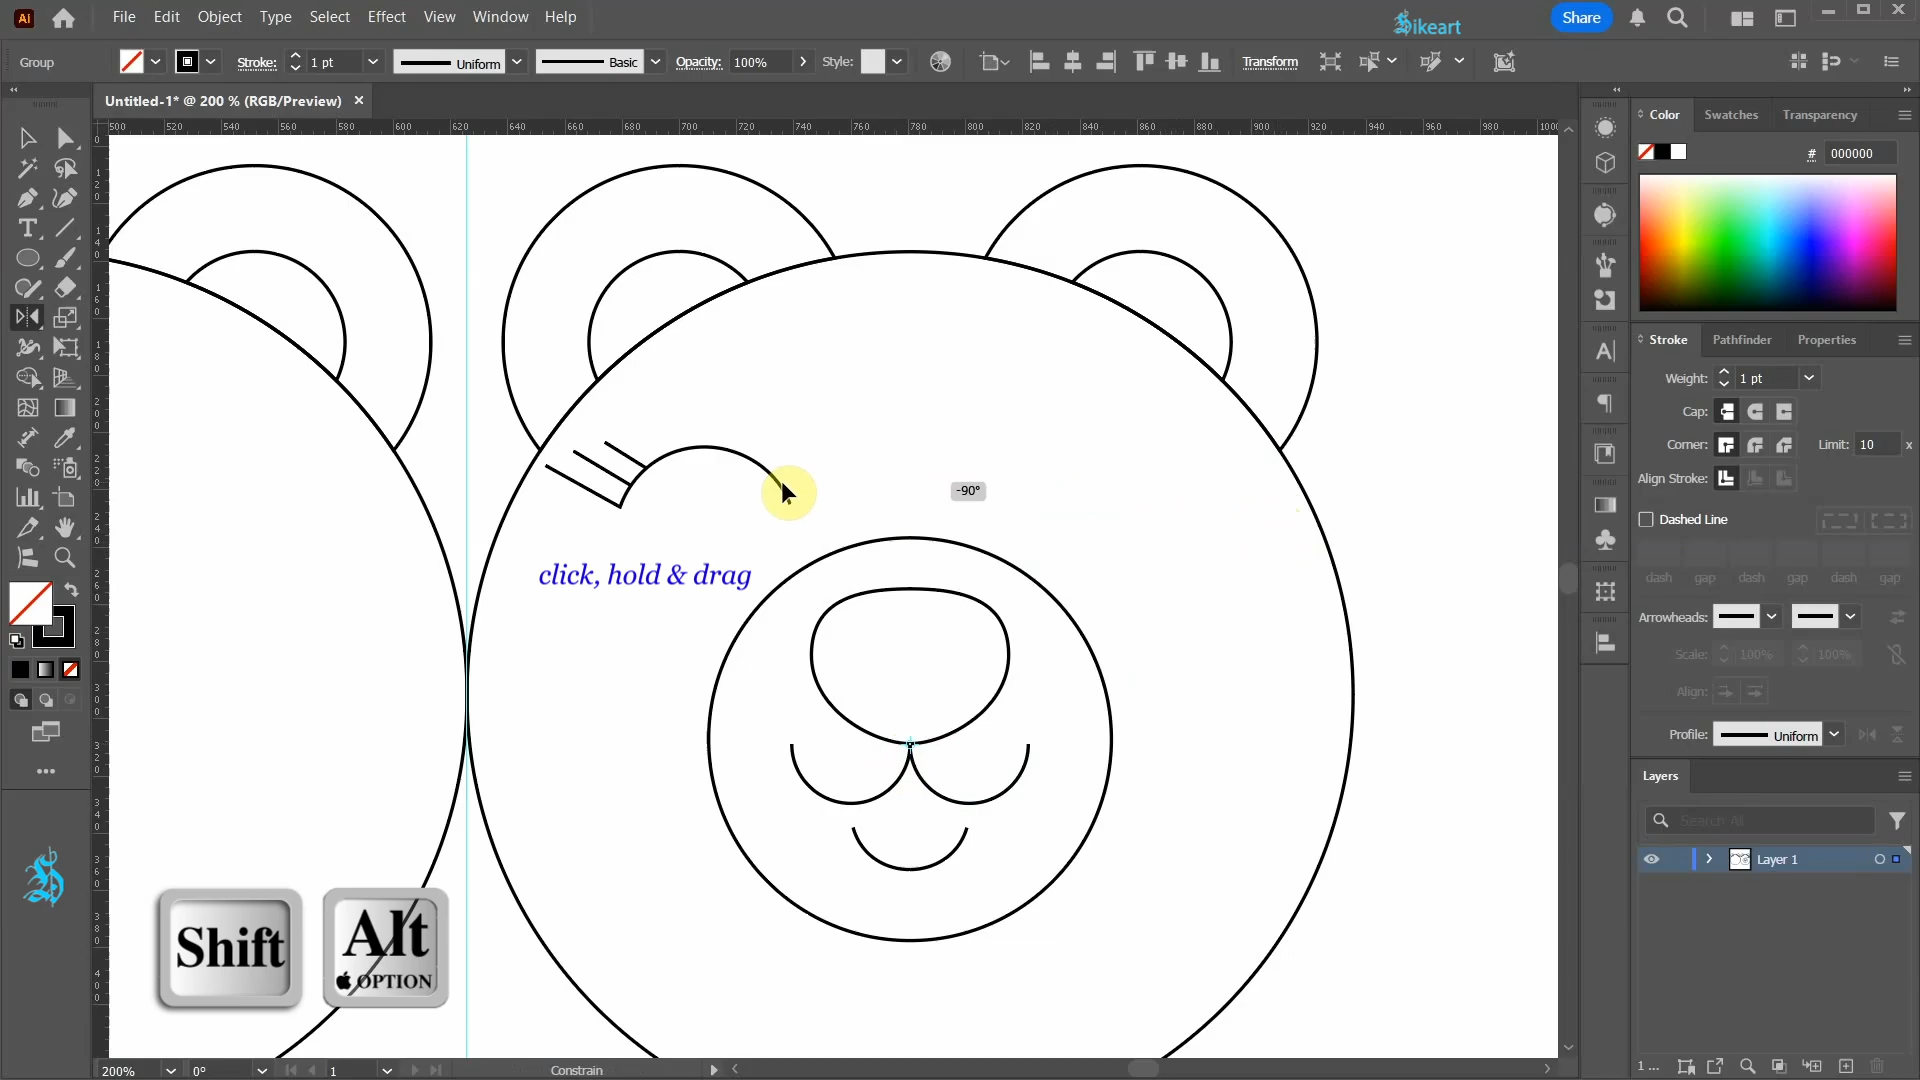 Ai File Edit Object Type Select Effect View Window Help
Sikeart
Share
Group Stroke: 1 pt Uniform Basic Opacity: 100% Style: Transform
Untitled-1* @ 200 % (RGB/Preview) ×
500 520 540 560 580 600 620 640 660 680 700 720 740 760 780 800 820 840 860 880 900 920 940 960 980 1000
Color Swatches Transparency
# 000000
Stroke Pathfinder Properties
Weight: 1 pt
Cap:
Corner: Limit: 10 x
Align Stroke:
Dashed Line
dash gap dash gap dash gap
Arrowheads:
Scale: 100% 100%
Align:
Profile: Uniform
Layers
Search All
Layer 1
1 ...
-90°
click, hold & drag
Shift
Alt
OPTION
200% 0° 1 Constrain